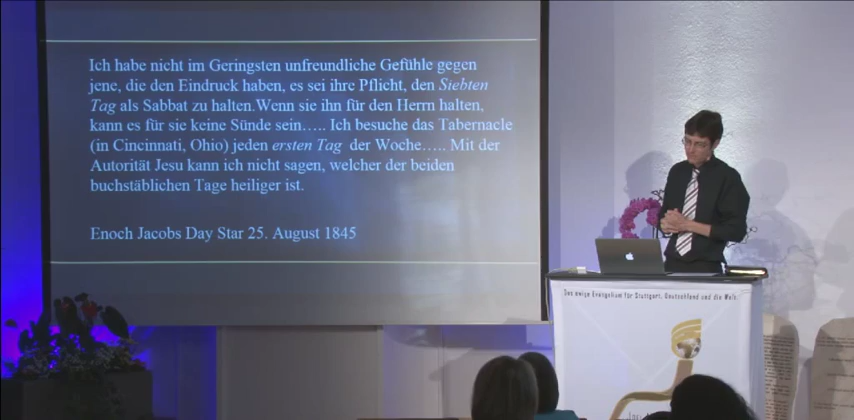 Ich habe nicht im Geringsten unfreundliche Gefühle gegen
jene, die den Eindruck haben, es sei ihre Pflicht, den Siebten
Tag als Sabbat zu halten.Wenn sie ihn für den Herrn halten,
kann es für sie keine Sünde sein….. Ich besuche das Tabernacle
(in Cincinnati, Ohio) jeden ersten Tag der Woche….. Mit der
Autorität Jesu kann ich nicht sagen, welcher der beiden
buchstäblichen Tage heiliger ist.
Enoch Jacobs Day Star 25. August 1845
Das ewige Evangelium für Stuttgart, Deutschland und die Welt